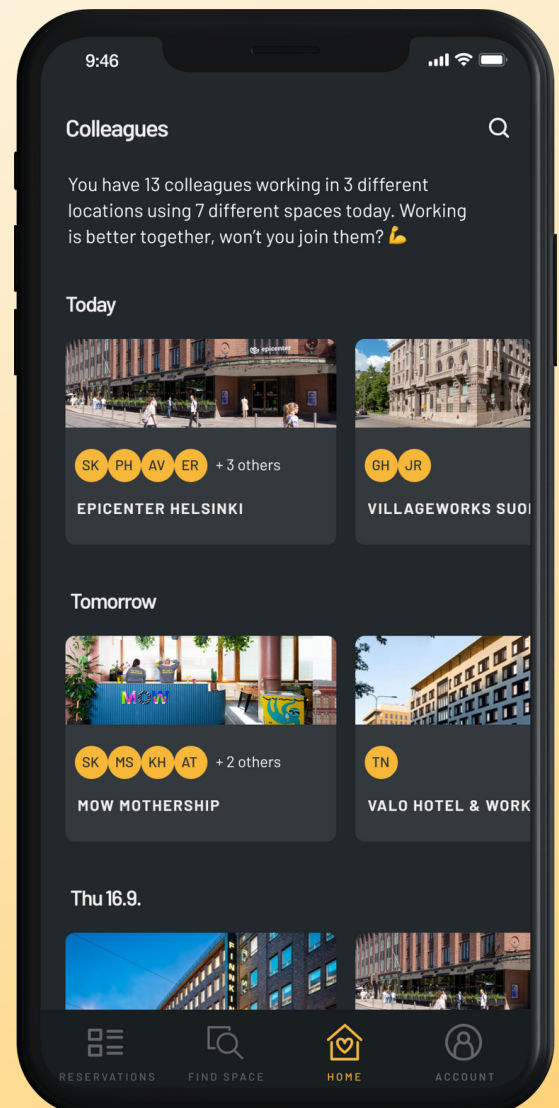 9:46
Colleagues
You have 13 colleagues working in 3 different
locations using 7 different spaces today. Working
is better together, won’t you join them? 💪
Today
epicenter
SK PH AV ER + 3 others
GH JR
EPICENTER HELSINKI
VILLAGEWORKS SUO
Tomorrow
MOW
SK MS KH AT + 2 others
TN
MOW MOTHERSHIP
VALO HOTEL & WORK
Thu 16.9.
RESERVATIONS
FIND SPACE
HOME
ACCOUNT